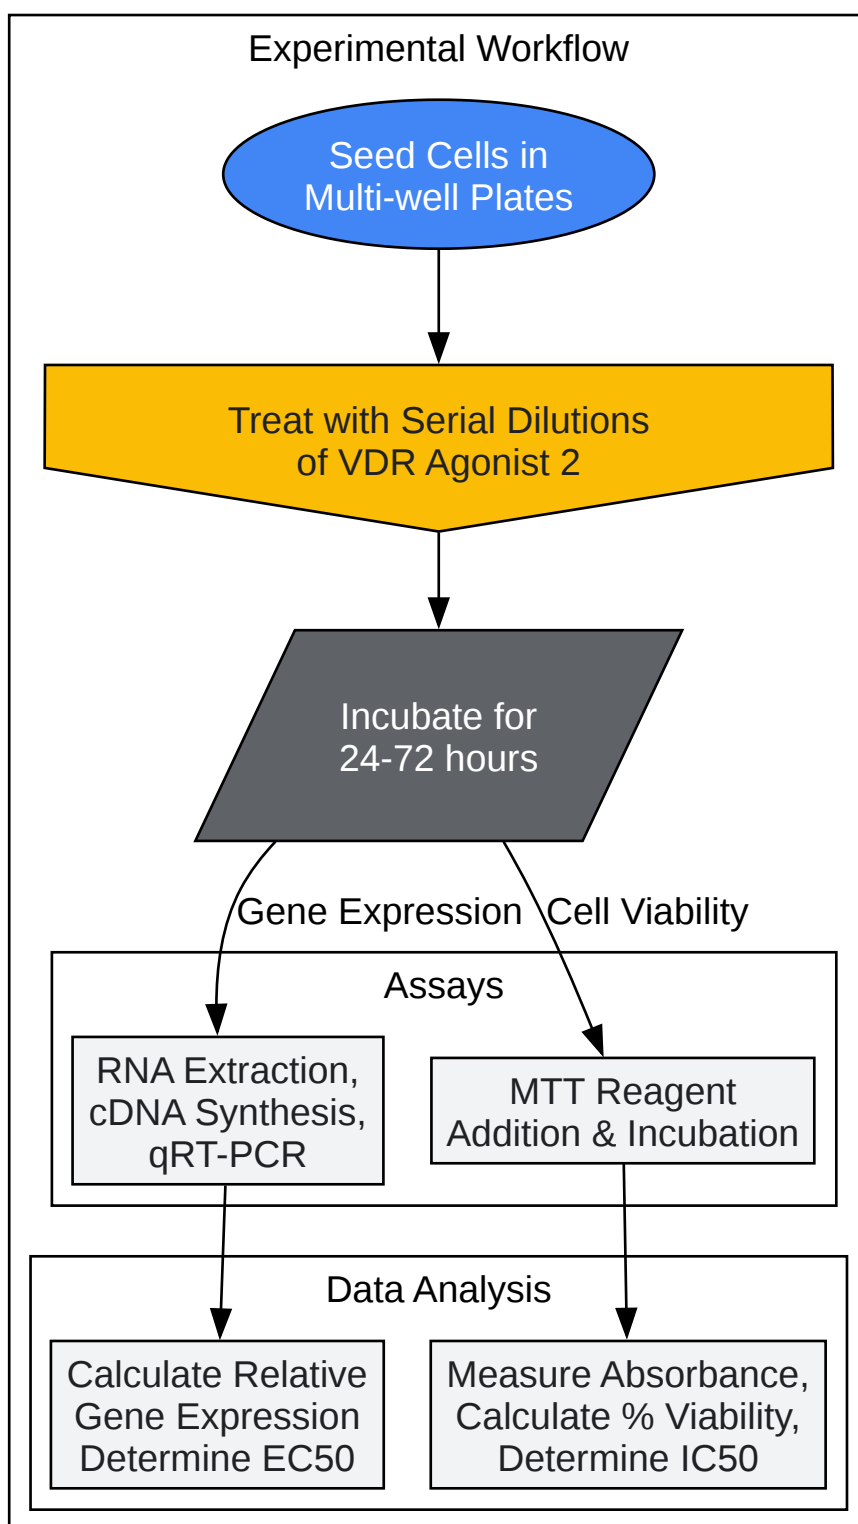 Experimental Workflow
Seed Cells in
Multi-well Plates
Treat with Serial Dilutions
of VDR Agonist 2
Incubate for
24-72 hours
Gene Expression
Cell Viability
Assays
RNA Extraction,
cDNA Synthesis,
qRT-PCR
MTT Reagent
Addition & Incubation
Data Analysis
Calculate Relative
Gene Expression
Determine EC50
Measure Absorbance,
Calculate % Viability,
Determine IC50